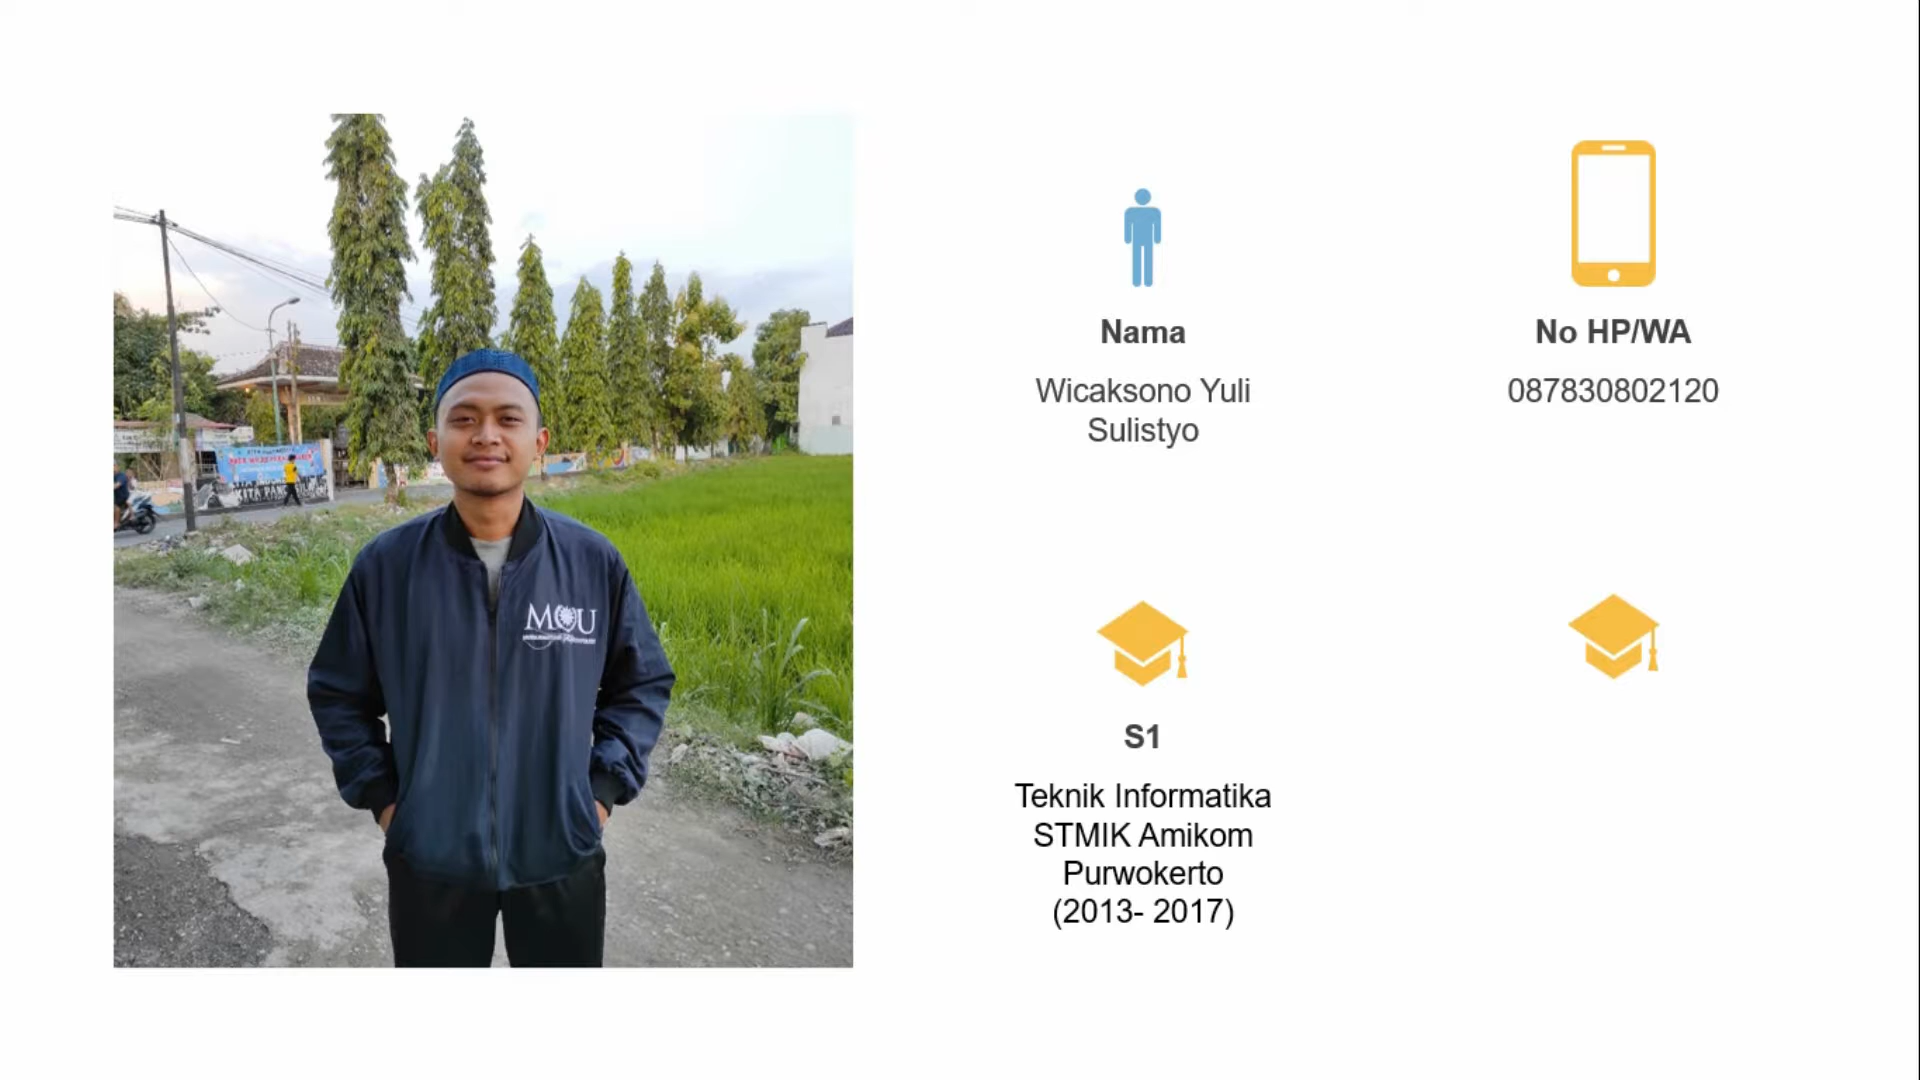 Nama
Wicaksono Yuli
Sulistyo
No HP/WA
087830802120
S1
Teknik Informatika
STMIK Amikom
Purwokerto
(2013- 2017)
MOU